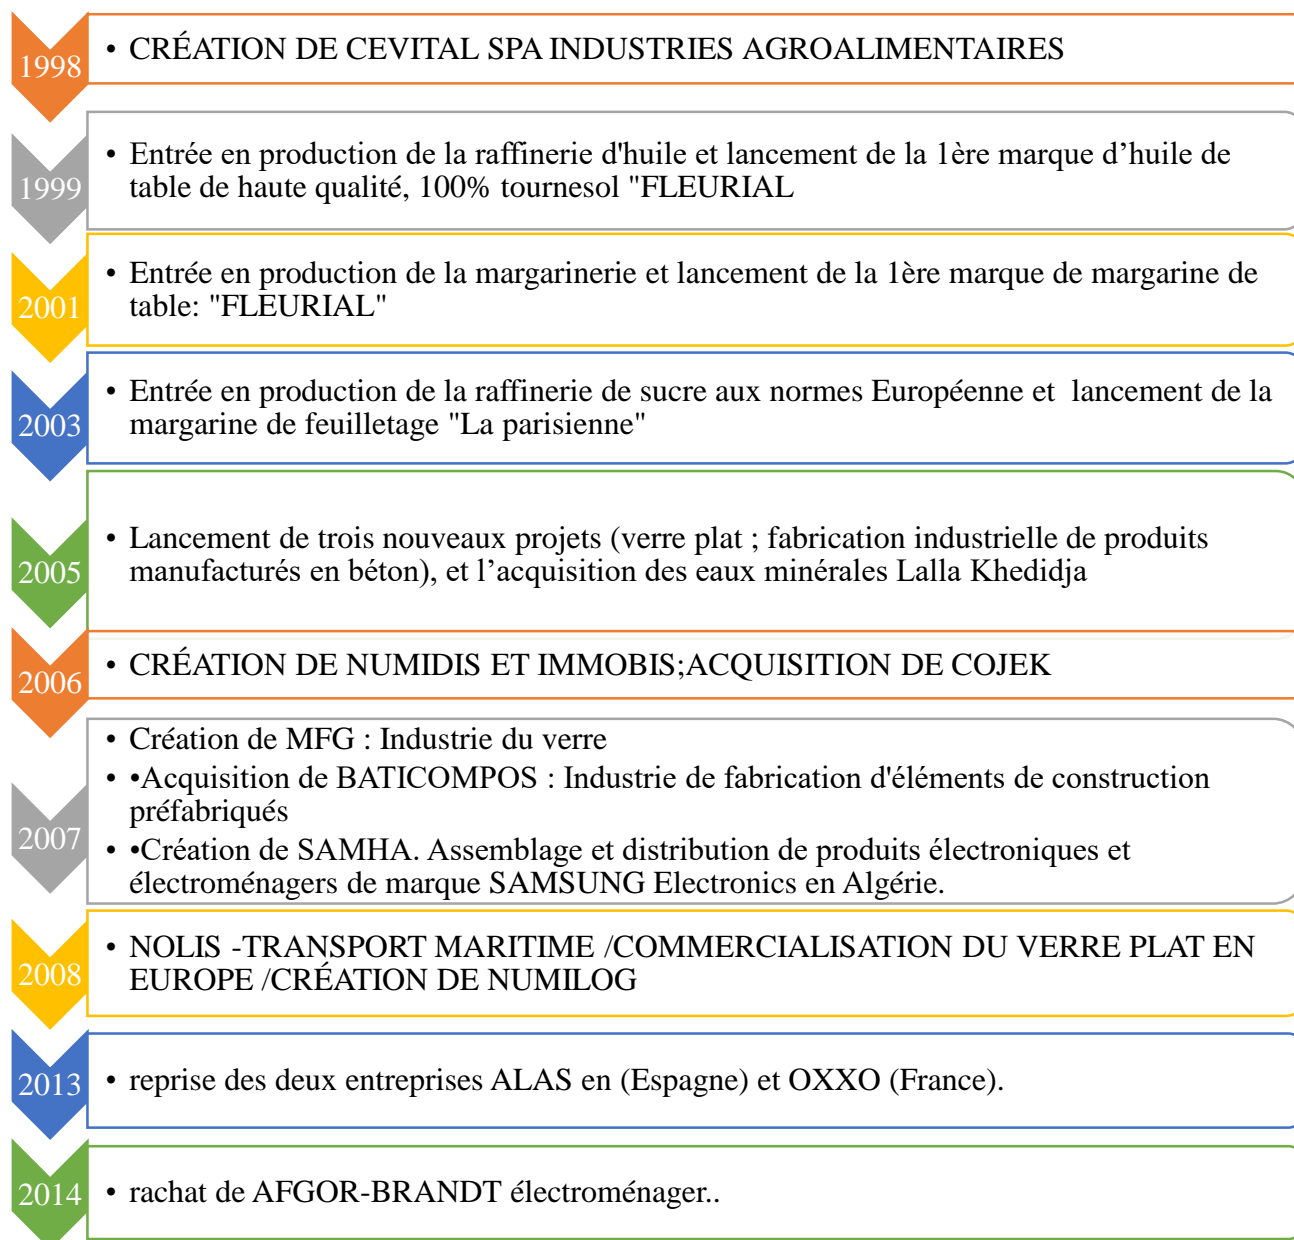 1998
• CRÉATION DE CEVITAL SPA INDUSTRIES AGROALIMENTAIRES
1999
• Entrée en production de la raffinerie d'huile et lancement de la 1ère marque d’huile de
table de haute qualité, 100% tournesol "FLEURIAL
2001
• Entrée en production de la margarinerie et lancement de la 1ère marque de margarine de
table: "FLEURIAL"
2003
• Entrée en production de la raffinerie de sucre aux normes Européenne et  lancement de la
margarine de feuilletage "La parisienne"
2005
• Lancement de trois nouveaux projets (verre plat ; fabrication industrielle de produits
manufacturés en béton), et l’acquisition des eaux minérales Lalla Khedidja
2006
• CRÉATION DE NUMIDIS ET IMMOBIS;ACQUISITION DE COJEK
2007
• Création de MFG : Industrie du verre
• •Acquisition de BATICOMPOS : Industrie de fabrication d'éléments de construction
préfabriqués
• •Création de SAMHA. Assemblage et distribution de produits électroniques et
électroménagers de marque SAMSUNG Electronics en Algérie.
2008
• NOLIS -TRANSPORT MARITIME /COMMERCIALISATION DU VERRE PLAT EN
EUROPE /CRÉATION DE NUMILOG
2013
• reprise des deux entreprises ALAS en (Espagne) et OXXO (France).
2014
• rachat de AFGOR-BRANDT électroménager..